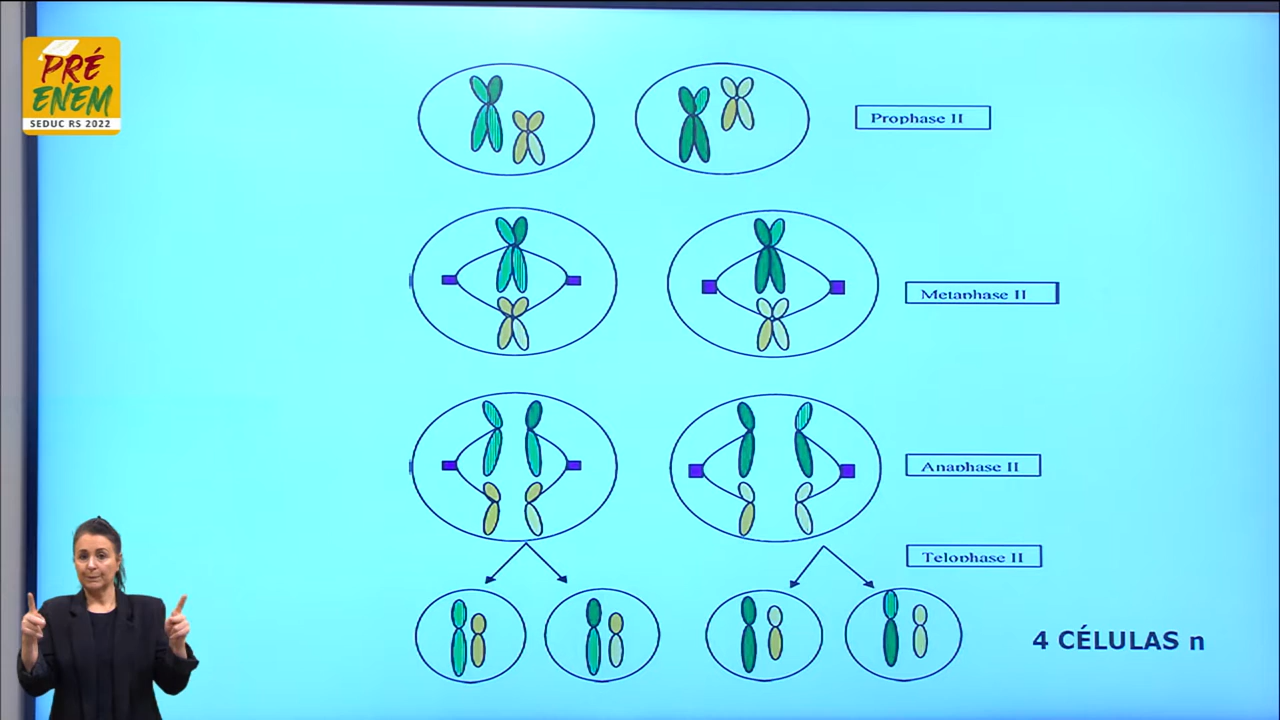 PRÉ
ENEM
SEDUC RS 2022
Prophase II
Metaphase II
Anaphase II
Telophase II
4 CÉLULAS n